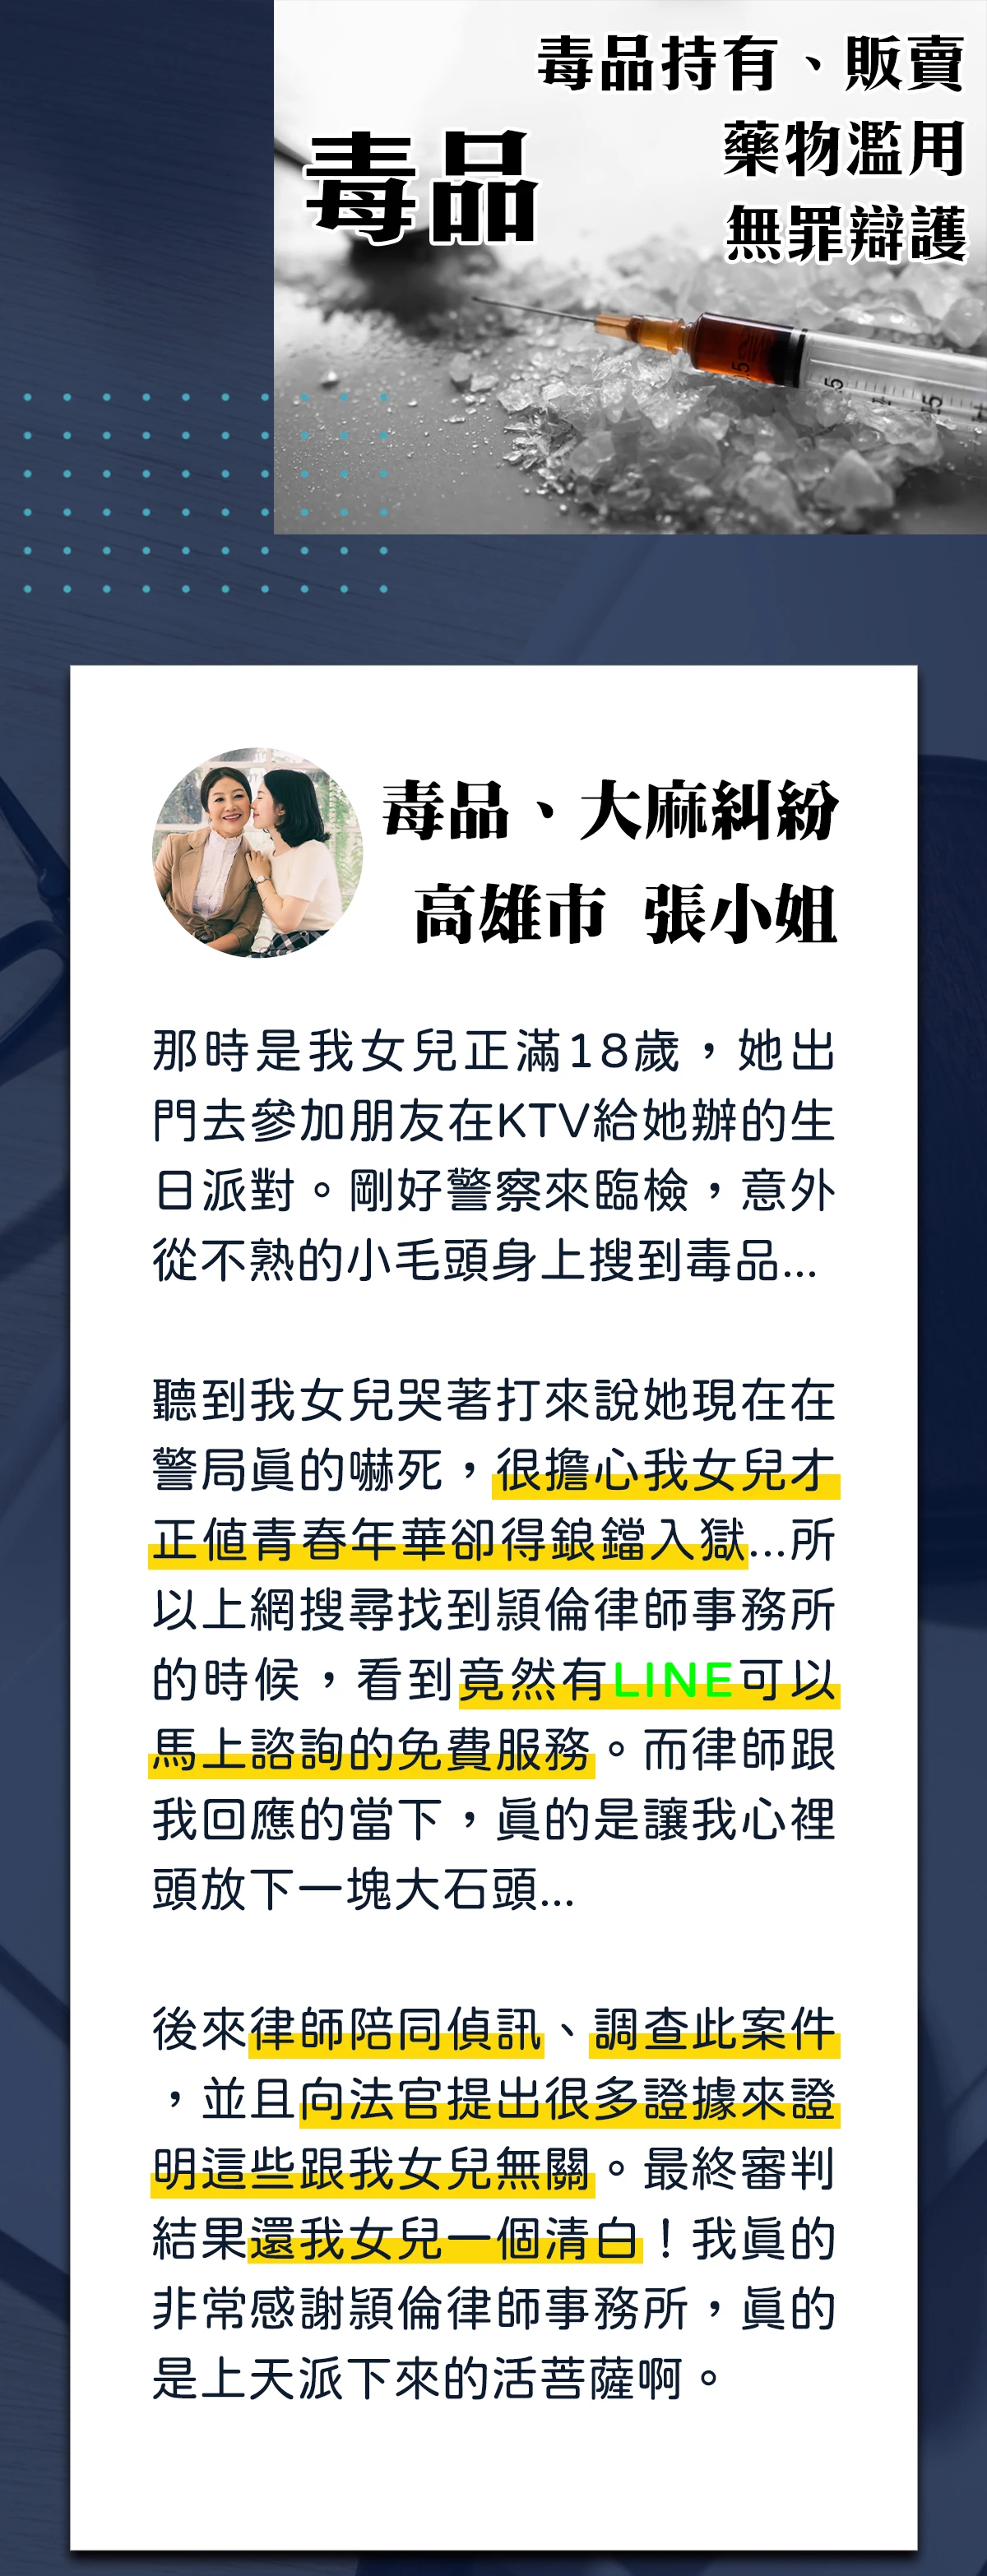 毒品
毒品持有、販賣
藥物濫用
無罪辯護
毒品、大麻糾紛
高雄市 張小姐
那時是我女兒正滿18歲，她出
門去參加朋友在KTV給她辦的生
日派對。剛好警察來臨檢，意外
從不熟的小毛頭身上搜到毒品...
聽到我女兒哭著打來說她現在在
警局真的嚇死，很擔心我女兒才
正值青春年華卻得鋃鐺入獄...所
以上網搜尋找到潁倫律師事務所
的時候，看到竟然有LINE可以
馬上諮詢的免費服務。而律師跟
我回應的當下，真的是讓我心裡
頭放下一塊大石頭...
後來律師陪同偵訊、調查此案件
，並且向法官提出很多證據來證
明這些跟我女兒無關。最終審判
結果還我女兒一個清白！我真的
非常感謝潁倫律師事務所，真的
是上天派下來的活菩薩啊。